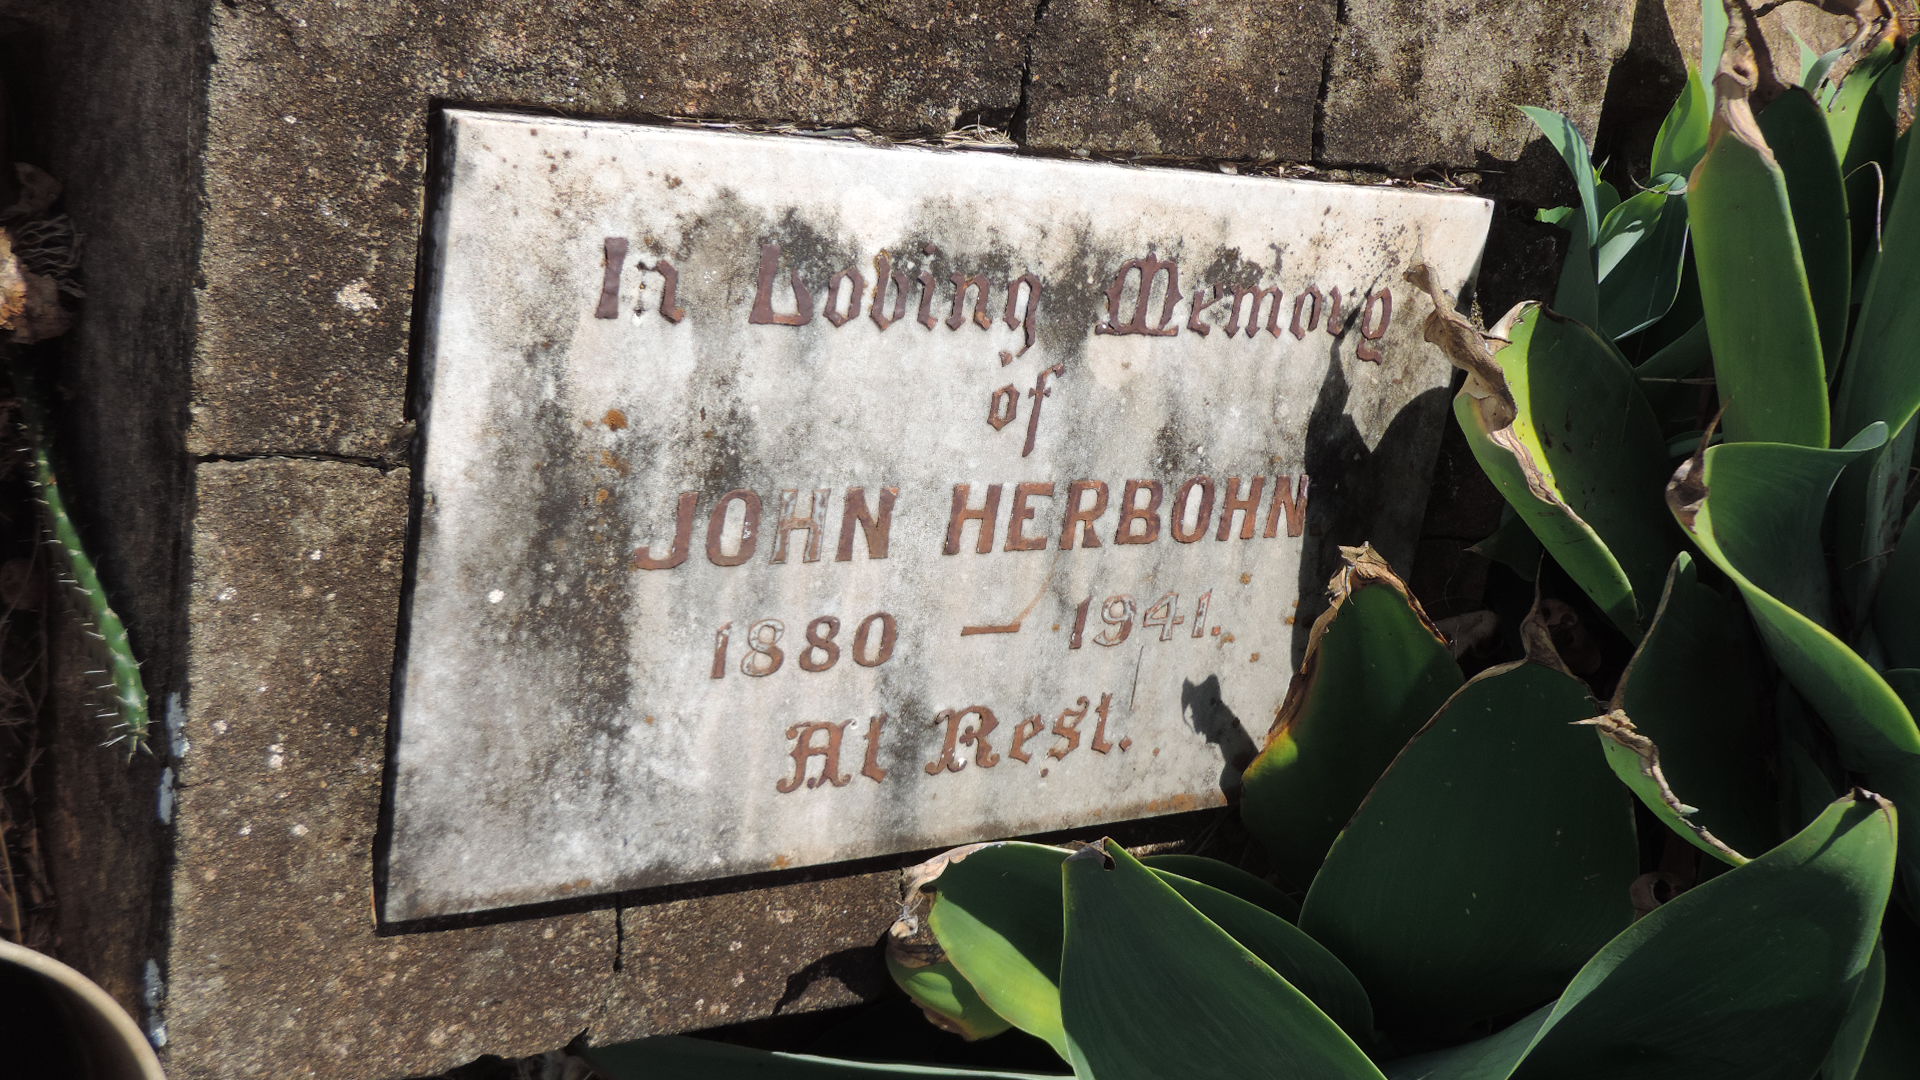 In Loving Memory
of
JOHN HERBOHN
1880 — 1941.
At Rest.